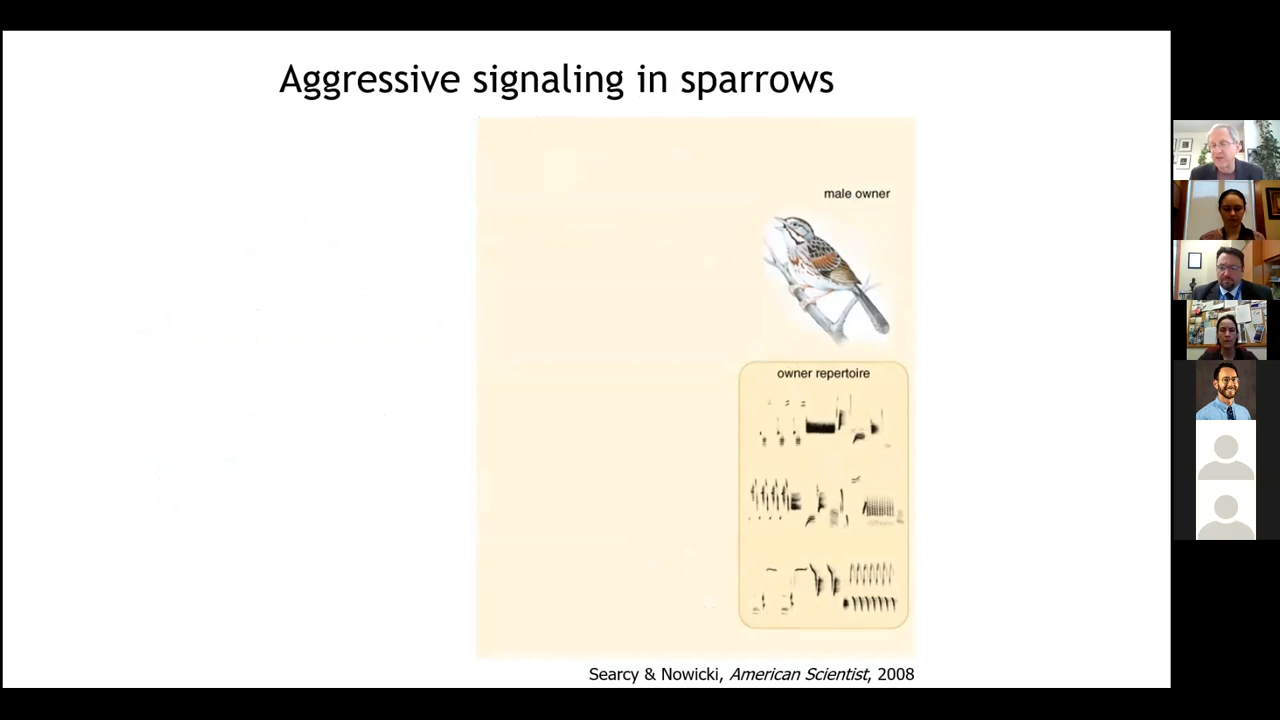 Aggressive signaling in sparrows
male owner
owner repertoire
Searcy & Nowicki, American Scientist, 2008